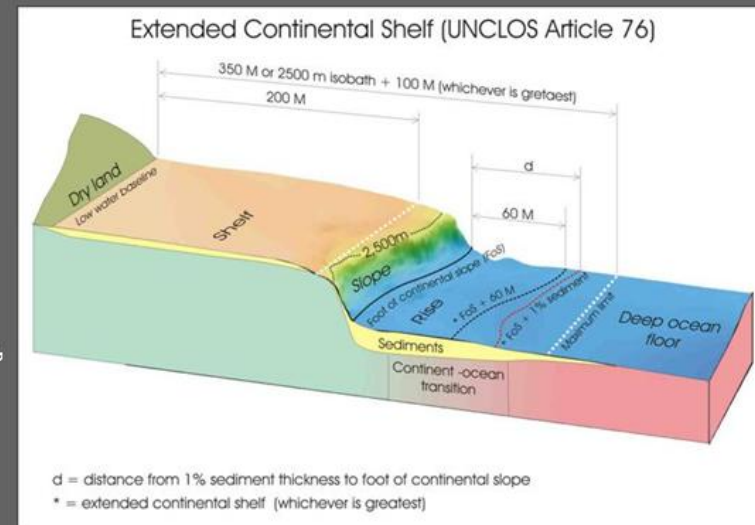 Extended Continental Shelf (UNCLOS Article 76)
350 M or 2500 m isobath + 100 M (whichever is gretaest)
200 M
d
60 M
Dry land
Low water baseline
Shelf
2,500m
Slope
Foot of continental slope (FoS)
Rise
* FoS + 60 M
* FoS + 1% sediment
Maximum limit
Deep ocean
floor
Sediments
Continent -ocean
transition
d = distance from 1% sediment thickness to foot of continental slope
* = extended continental shelf (whichever is greatest)